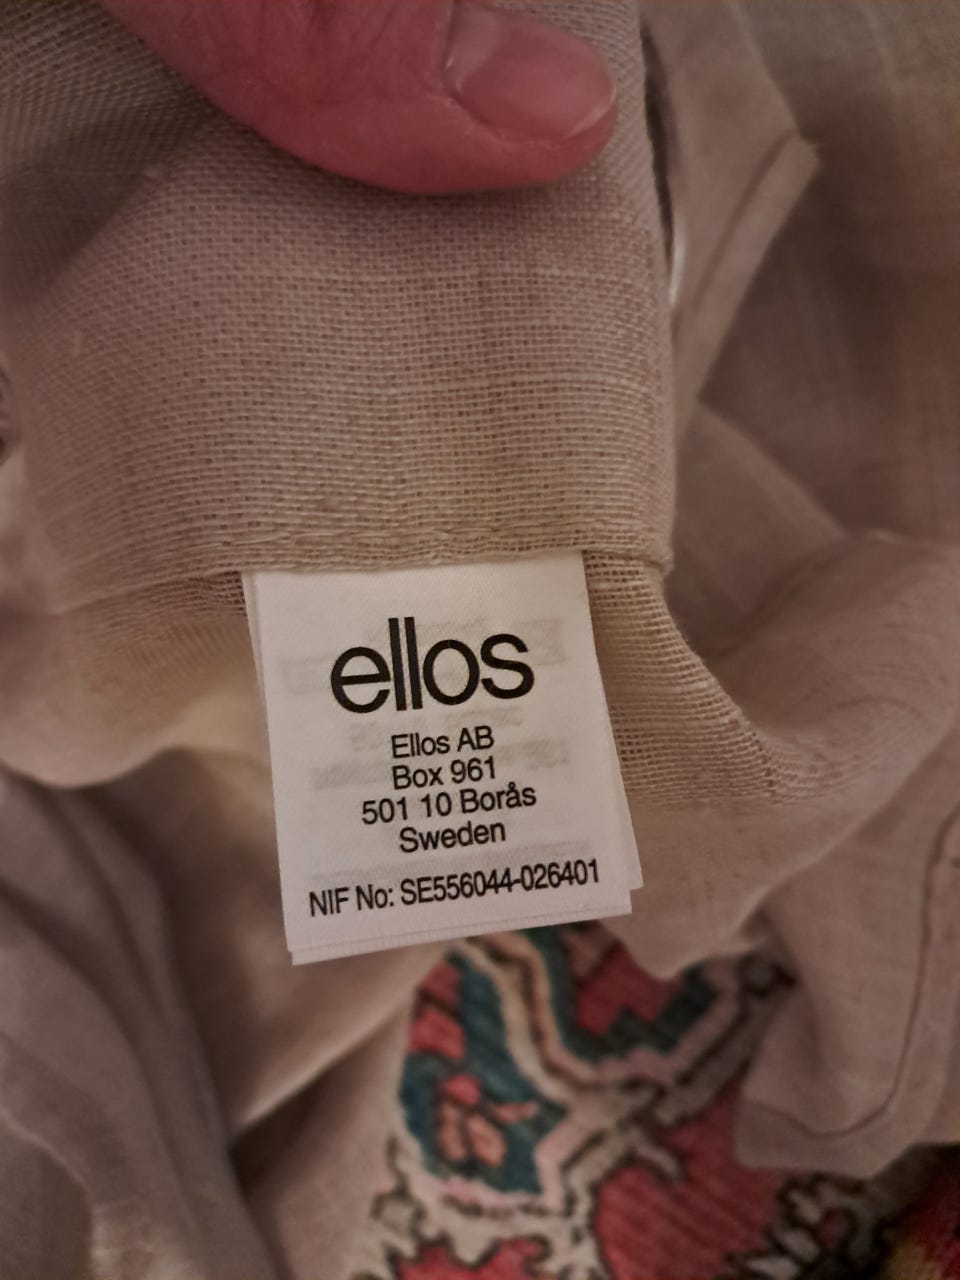 ellos
Ellos AB
Box 961
501 10 Borås
Sweden
NIF No: SE556044-026401